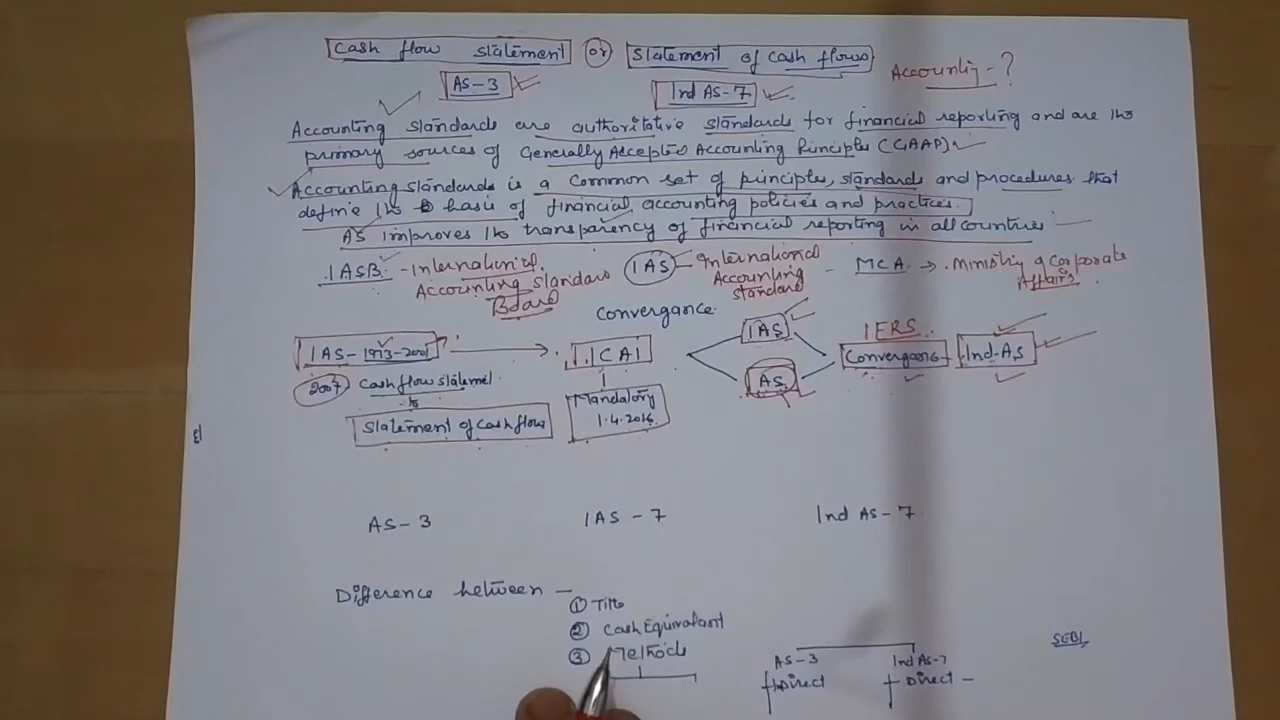 Cash flow statement or Statement of cash flows
AS-3 Ind AS-7 Accounting - ?
Accounting standards are authoritative standards for financial reporting and are the
primary sources of Generally Accepted Accounting Principles (GAAP).
Accounting standards is a common set of principles, standards and procedures that
define the basis of financial accounting policies and practices.
AS improves the transparency of financial reporting in all countries
IASB - International Accounting Standard Board
IAS - International Accounting Standard - MCA → Ministry of Corporate Affairs
Convergance
IAS - 1973-2001 → ICAI
IAS
AS
IFRS
Convergance - Ind-AS
2007 Cash flow statement
to
Statement of Cash flows
Mandatory
1.4.2016
AS-3 IAS-7 Ind AS-7
Difference between -
① Title
② Cash Equivalant
③ Methods
AS-3 Ind AS-7
Direct Direct -
SEBI